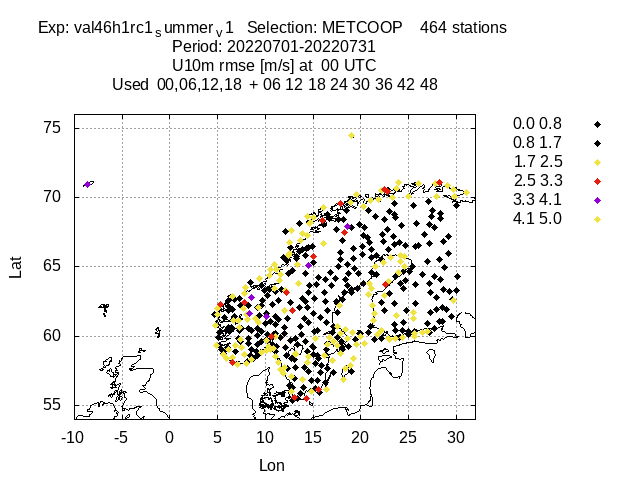 Exp: val46h1rc1summerv1 Selection: METCOOP 464 stations
Period: 20220701-20220731
U10m rmse [m/s] at 00 UTC
Used 00,06,12,18 + 06 12 18 24 30 36 42 48
0.0 0.8
0.8 1.7
1.7 2.5
2.5 3.3
3.3 4.1
4.1 5.0
75
70
65
60
55
Lat
-10 -5 0 5 10 15 20 25 30
Lon